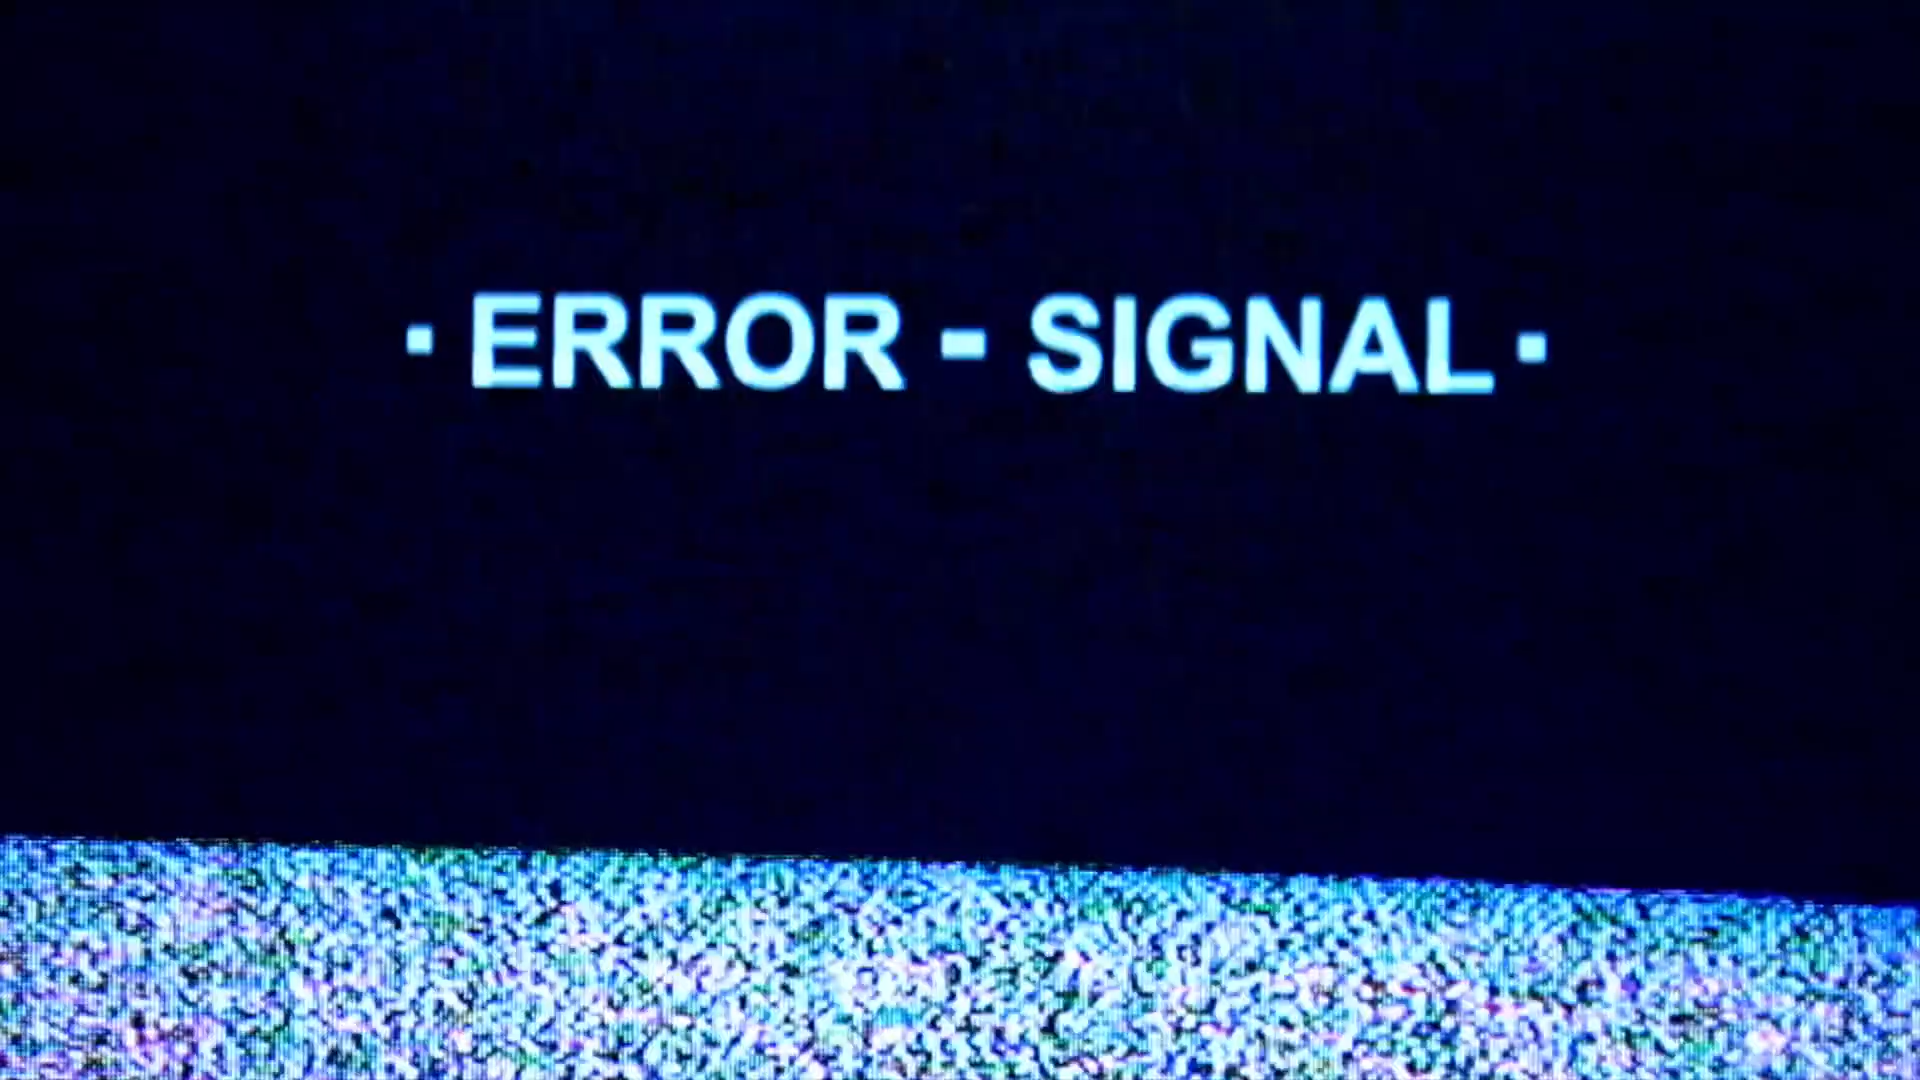 · ERROR - SIGNAL ·